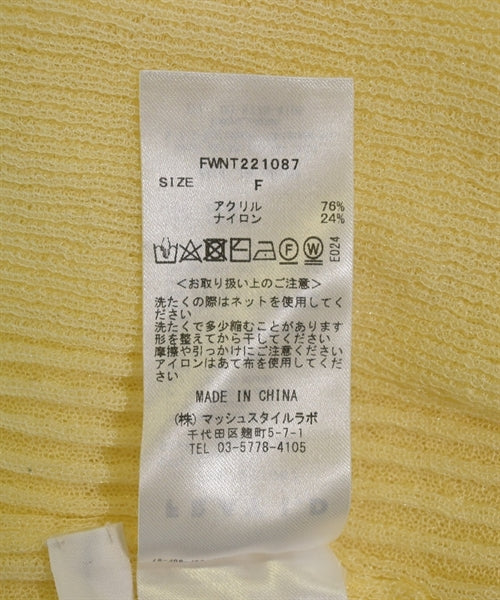 FWNT221087
SIZE F
アクリル 76%
ナイロン 24%
F W ED24
<お取り扱い上のご注意>
洗たくの際はネットを使用してく
ださい
洗たくで多少縮むことがあります
形を整えてから干してください
摩擦や引っかけにご注意ください
アイロンはあて布を使用してくだ
さい
MADE IN CHINA
(株) マッシュスタイルラボ
千代田区麹町5-7-1
TEL 03-5778-4105